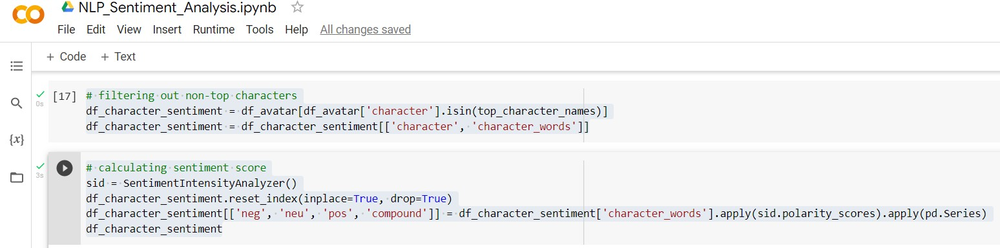 NLP_Sentiment_Analysis.ipynb
File Edit View Insert Runtime Tools Help All changes saved
+ Code + Text
[17] # filtering out non-top characters
0s
df_character_sentiment = df_avatar[df_avatar['character'].isin(top_character_names)]
df_character_sentiment = df_character_sentiment[['character', 'character_words']]
{x}
# calculating sentiment score
3s
sid = SentimentIntensityAnalyzer()
df_character_sentiment.reset_index(inplace=True, drop=True)
df_character_sentiment[['neg', 'neu', 'pos', 'compound']] = df_character_sentiment['character_words'].apply(sid.polarity_scores).apply(pd.Series)
df_character_sentiment